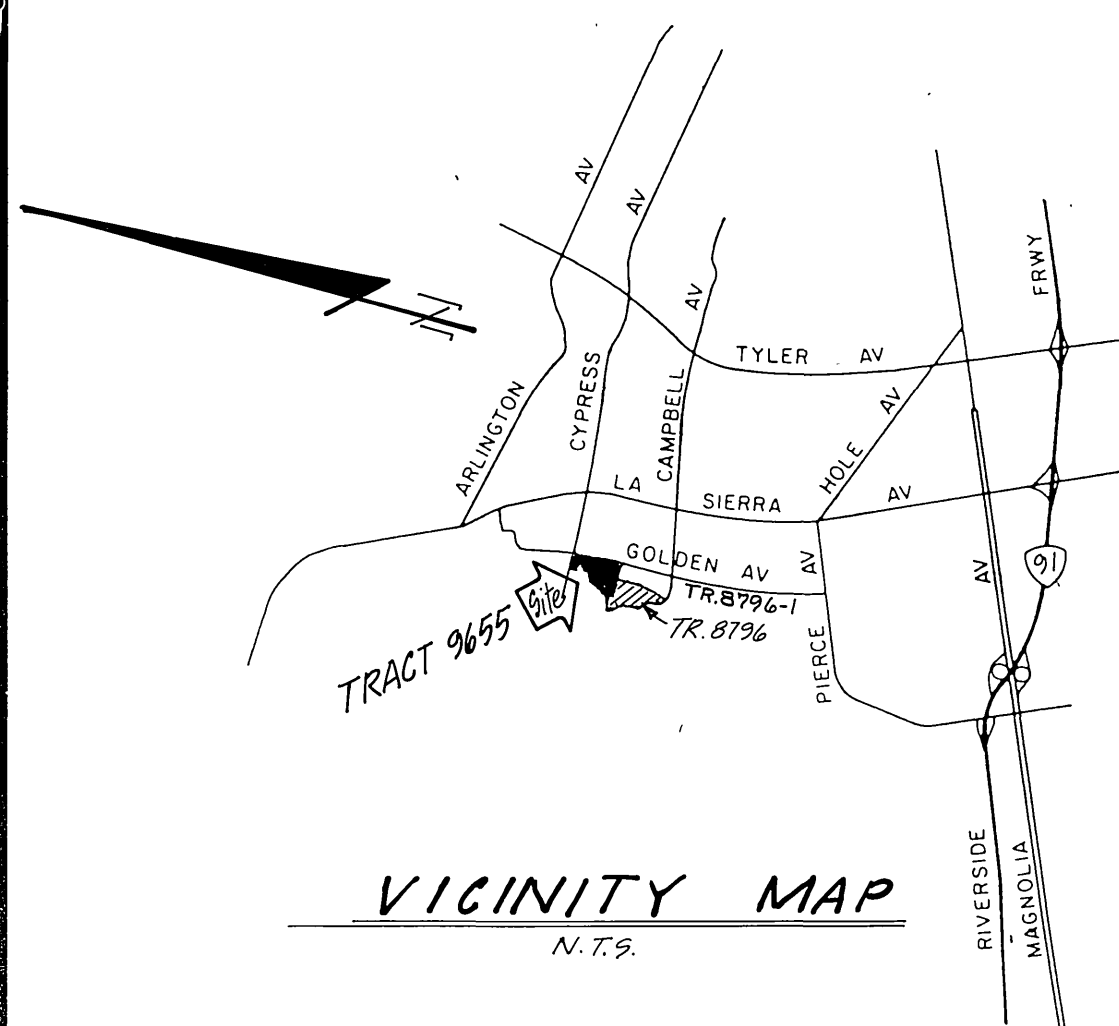 AV
AV
AV
FRWY
TYLER AV
CYPRESS
CAMPBELL
ARLINGTON
HOLE AV
LA SIERRA AV
GOLDEN AV
AV
AV
91
Site
TR.8796-1
TR.8796
TRACT 9655
PIERCE
RIVERSIDE
MAGNOLIA
VICINITY MAP
N.T.S.
N